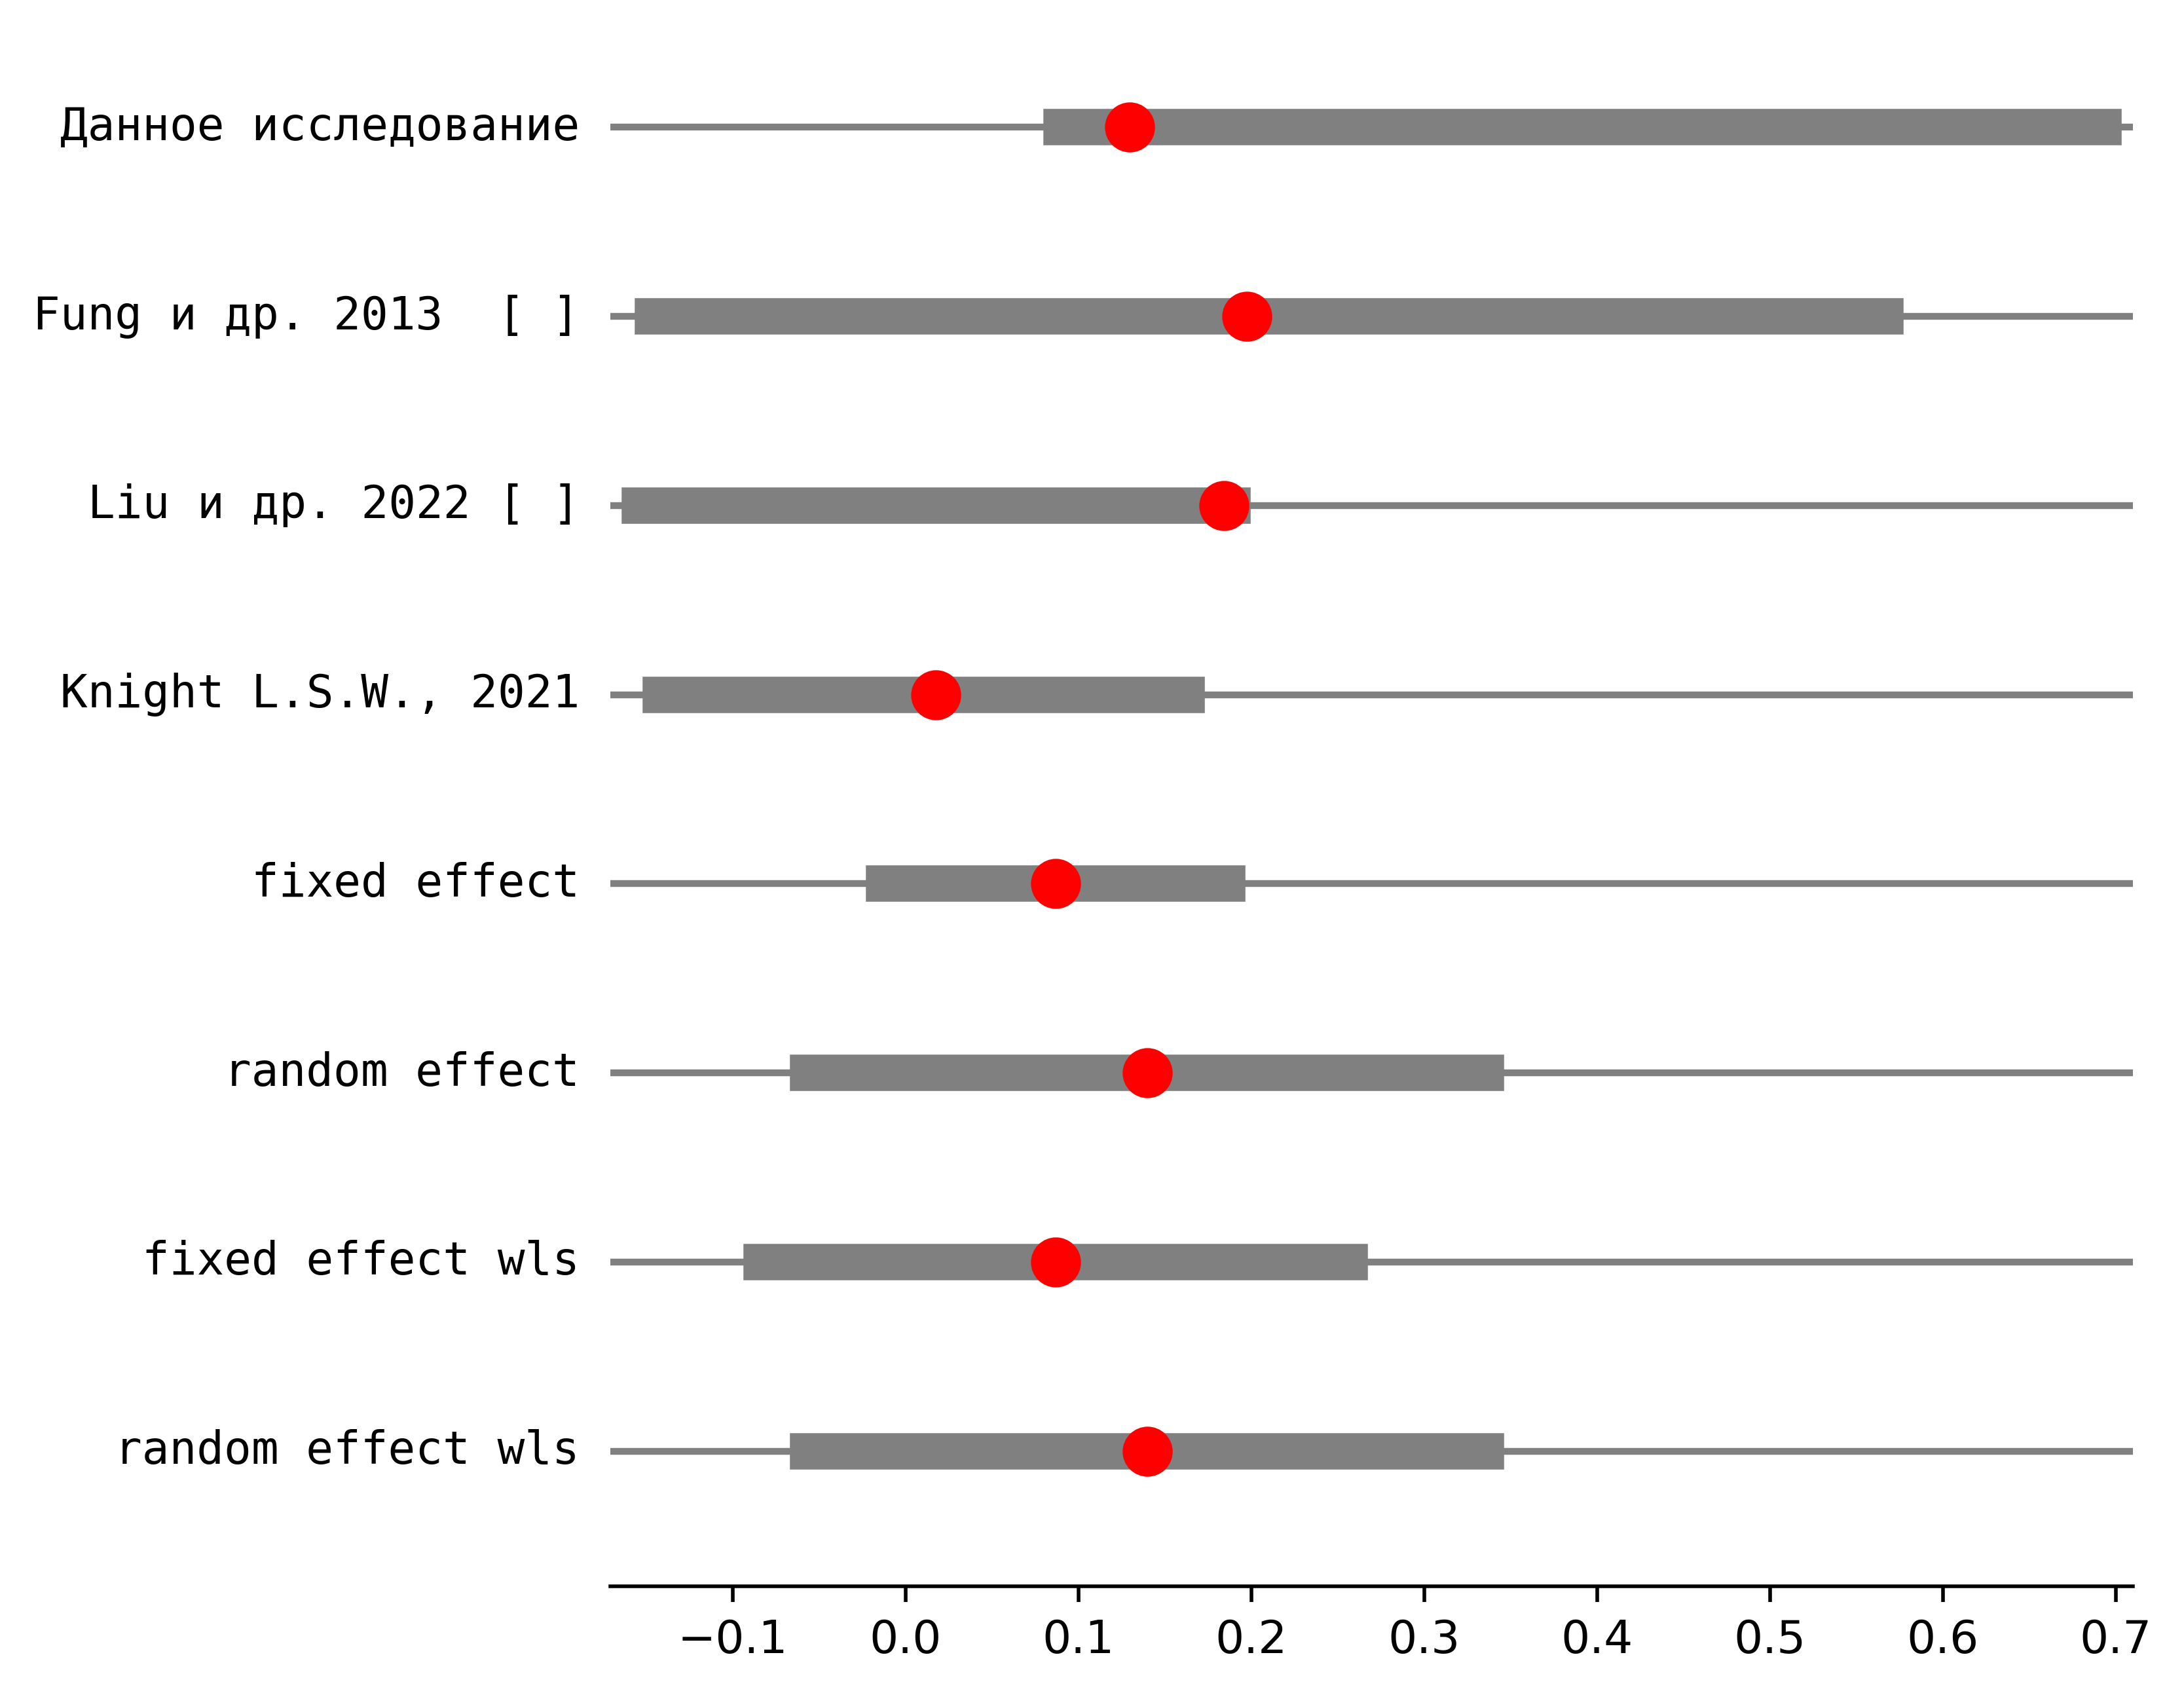 Данное исследование
Fung и др. 2013  [ ]
Liu и др. 2022 [ ]
Knight L.S.W., 2021
fixed effect
random effect
fixed effect wls
random effect wls
−0.1 0.0 0.1 0.2 0.3 0.4 0.5 0.6 0.7